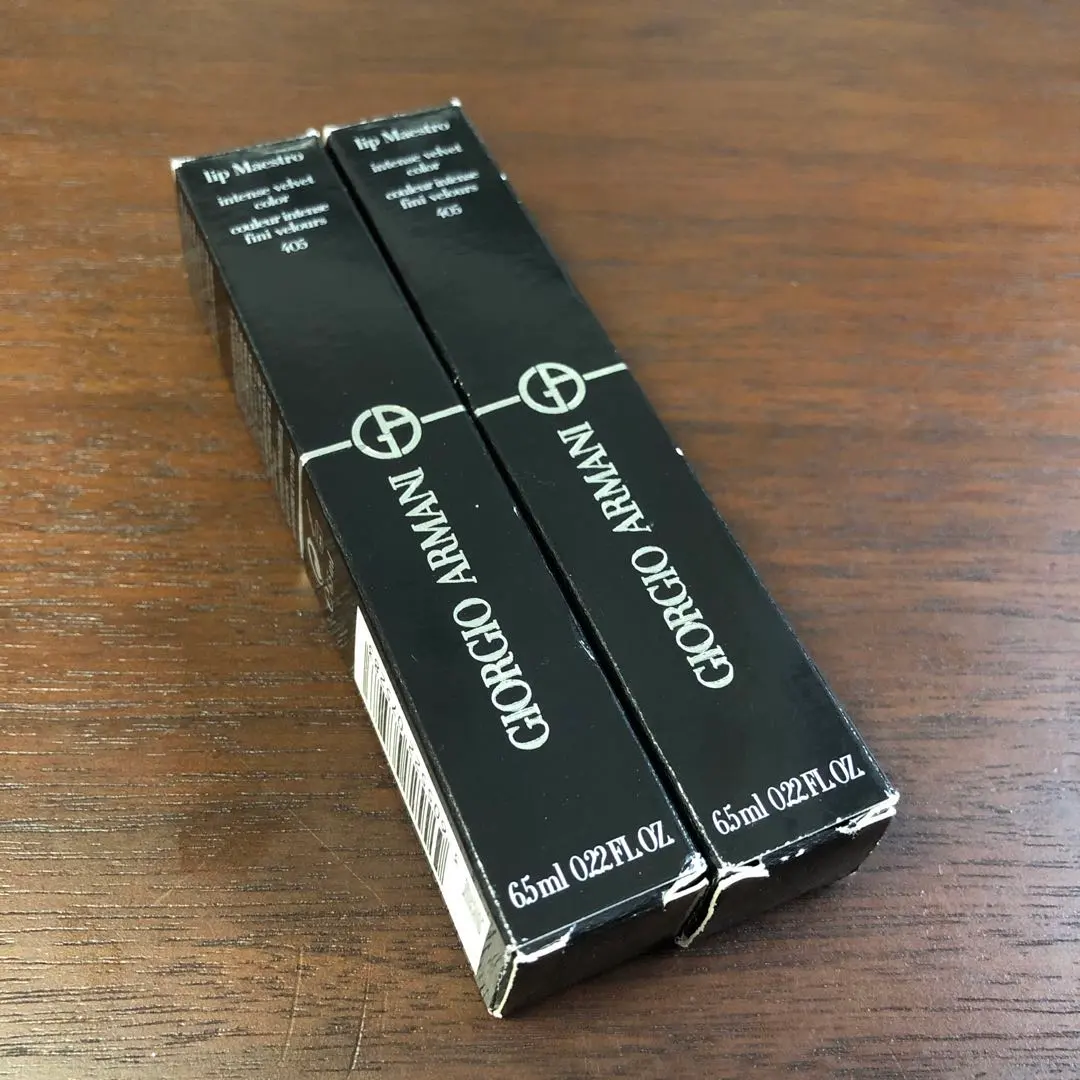 lip Maestro
intense velvet
color
couleur intense
fini velours
405
GIORGIO ARMANI
6.5ml 0.22 FL.OZ.
lip Maestro
intense velvet
color
couleur intense
fini velours
405
GIORGIO ARMANI
6.5ml 0.22 FL.OZ.